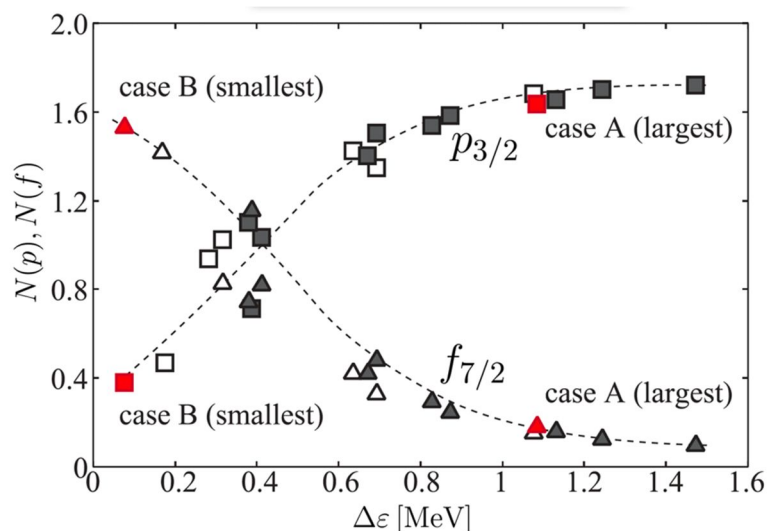 2.0
case B (smallest)
1.6
case A (largest)
p3/2
1.2
N(p), N(f)
0.8
f7/2
case A (largest)
0.4
case B (smallest)
0
0 0.2 0.4 0.6 0.8 1 1.2 1.4 1.6
Δε [MeV]